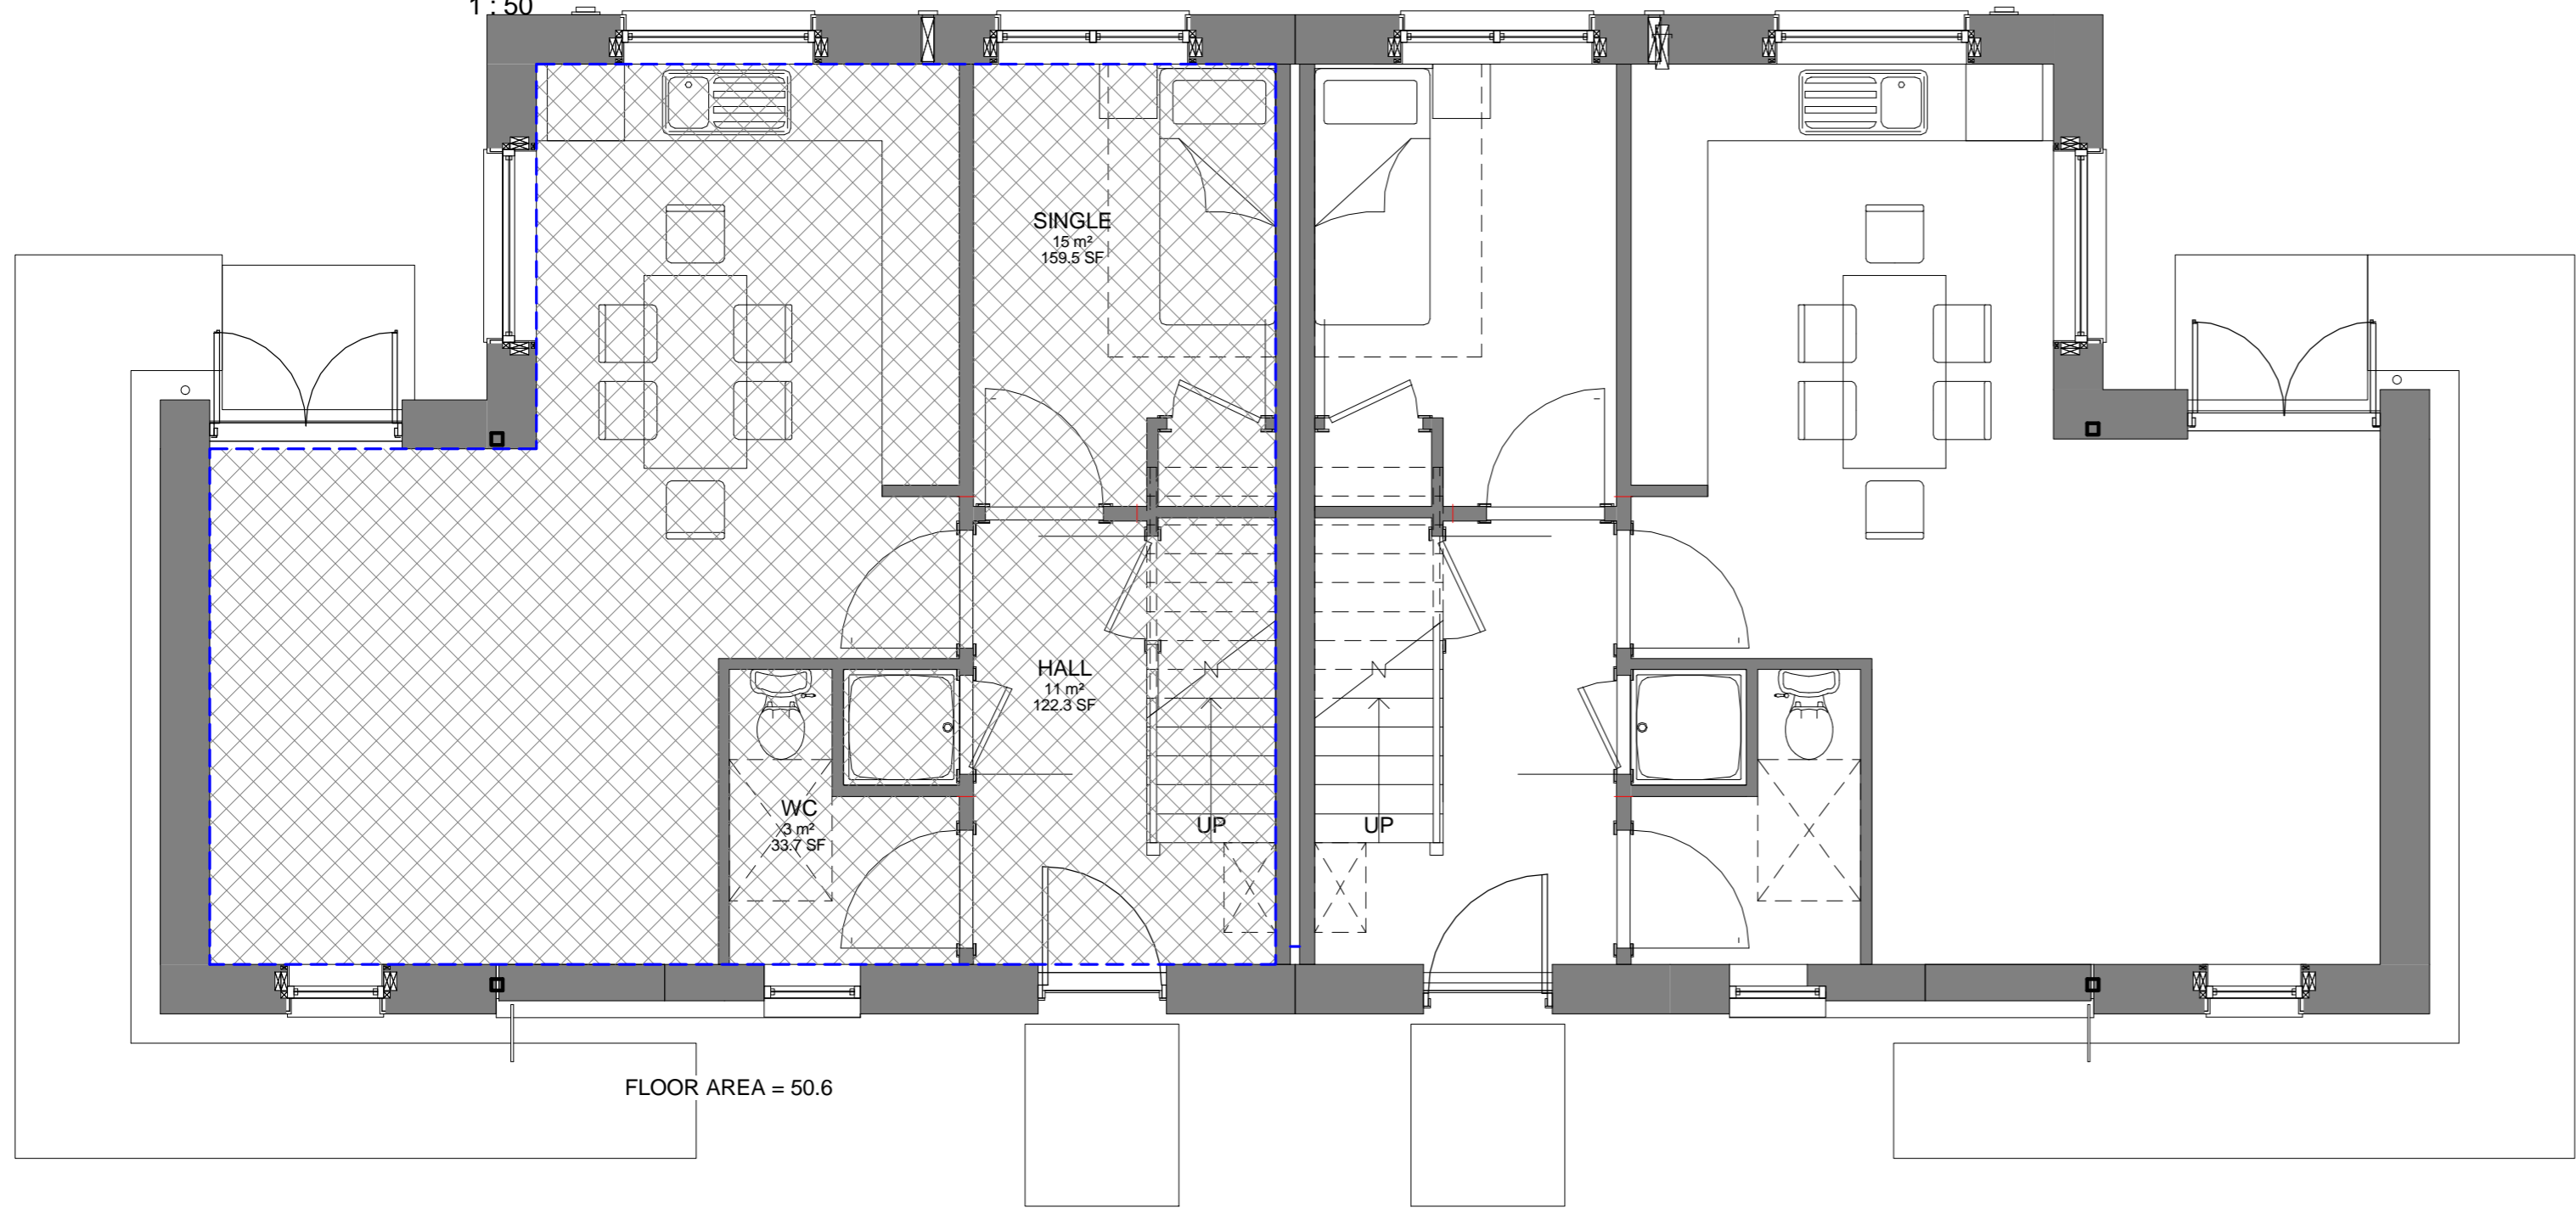 1 : 50
SINGLE
15 m²
159.5 SF
HALL
11 m²
122.3 SF
WC
3 m²
33.7 SF
UP
UP
FLOOR AREA = 50.6